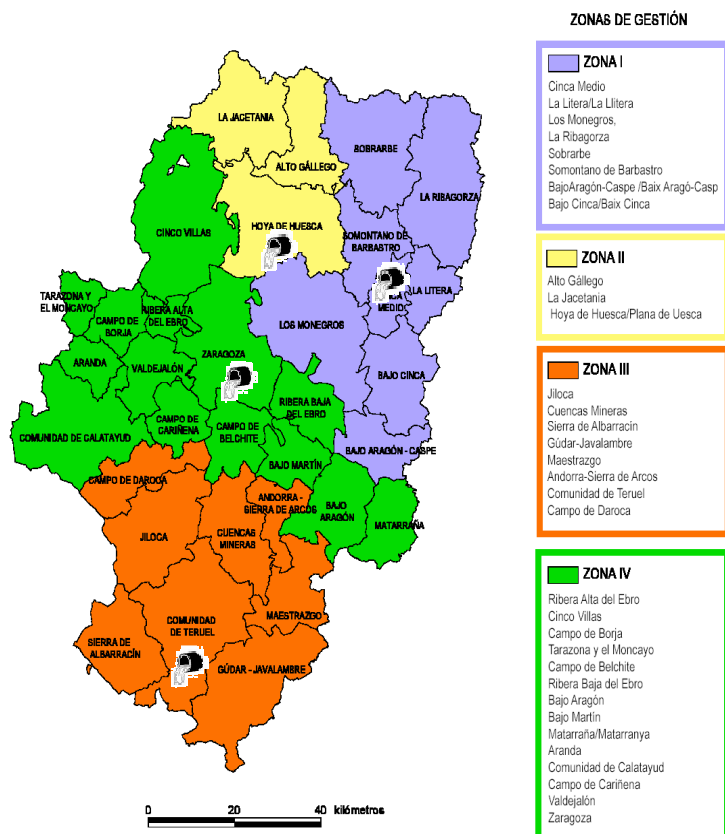 ZONAS DE GESTIÓN
ZONA I
Cinca Medio
La Litera/La Llitera
Los Monegros,
La Ribagorza
Sobrarbe
Somontano de Barbastro
BajoAragón-Caspe /Baix Aragó-Casp
Bajo Cinca/Baix Cinca
ZONA II
Alto Gállego
La Jacetania
Hoya de Huesca/Plana de Uesca
ZONA III
Jiloca
Cuencas Mineras
Sierra de Albarracin
Gúdar-Javalambre
Maestrazgo
Andorra-Sierra de Arcos
Comunidad de Teruel
Campo de Daroca
ZONA IV
Ribera Alta del Ebro
Cinco Villas
Campo de Borja
Tarazona y el Moncayo
Campo de Belchite
Ribera Baja del Ebro
Bajo Aragón
Bajo Martín
Matarraña/Matarranya
Aranda
Comunidad de Calatayud
Campo de Cariñena
Valdejalón
Zaragoza
LA JACETANIA
SOBRARBE
ALTO GÁLLEGO
LA RIBAGORZA
HOYA DE HUESCA
CINCO VILLAS
SOMONTANO DE
BARBASTRO
LA LITERA
MEDIO
TARAZONA Y
EL MONCAYO
RIBERA ALTA
DEL EBRO
CAMPO DE
BORJA
LOS MONEGROS
ZARAGOZA
ARANDA
VALDEJALÓN
BAJO CINCA
RIBERA BAJA
DEL EBRO
CAMPO DE
CARIÑENA
CAMPO DE
BELCHITE
COMUNIDAD DE CALATAYUD
BAJO ARAGÓN - CASPE
BAJO MARTÍN
CAMPO DE DAROCA
ANDORRA -
SIERRA DE ARCOS
BAJO
ARAGÓN
MATARRAÑA
JILOCA
CUENCAS
MINERAS
MAESTRAZGO
COMUNIDAD
DE TERUEL
SIERRA DE
ALBARRACÍN
GÚDAR - JAVALAMBRE
0 20 40 kilómetros